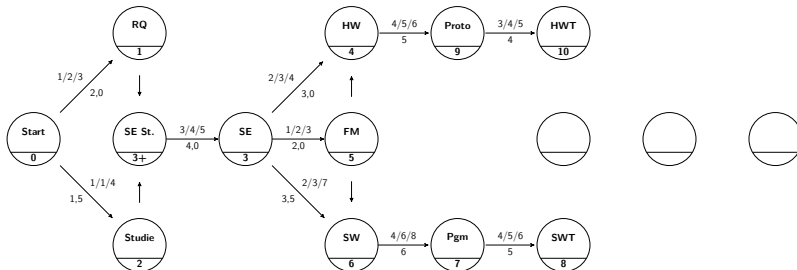 RQ
1
HW
4
4/5/6
5
Proto
9
3/4/5
4
HWT
10
1/2/3
2,0
2/3/4
3,0
Start
0
SE St.
3+
3/4/5
4,0
SE
3
1/2/3
2,0
FM
5
1/1/4
1,5
2/3/7
3,5
Studie
2
SW
6
4/6/8
6
Pgm
7
4/5/6
5
SWT
8